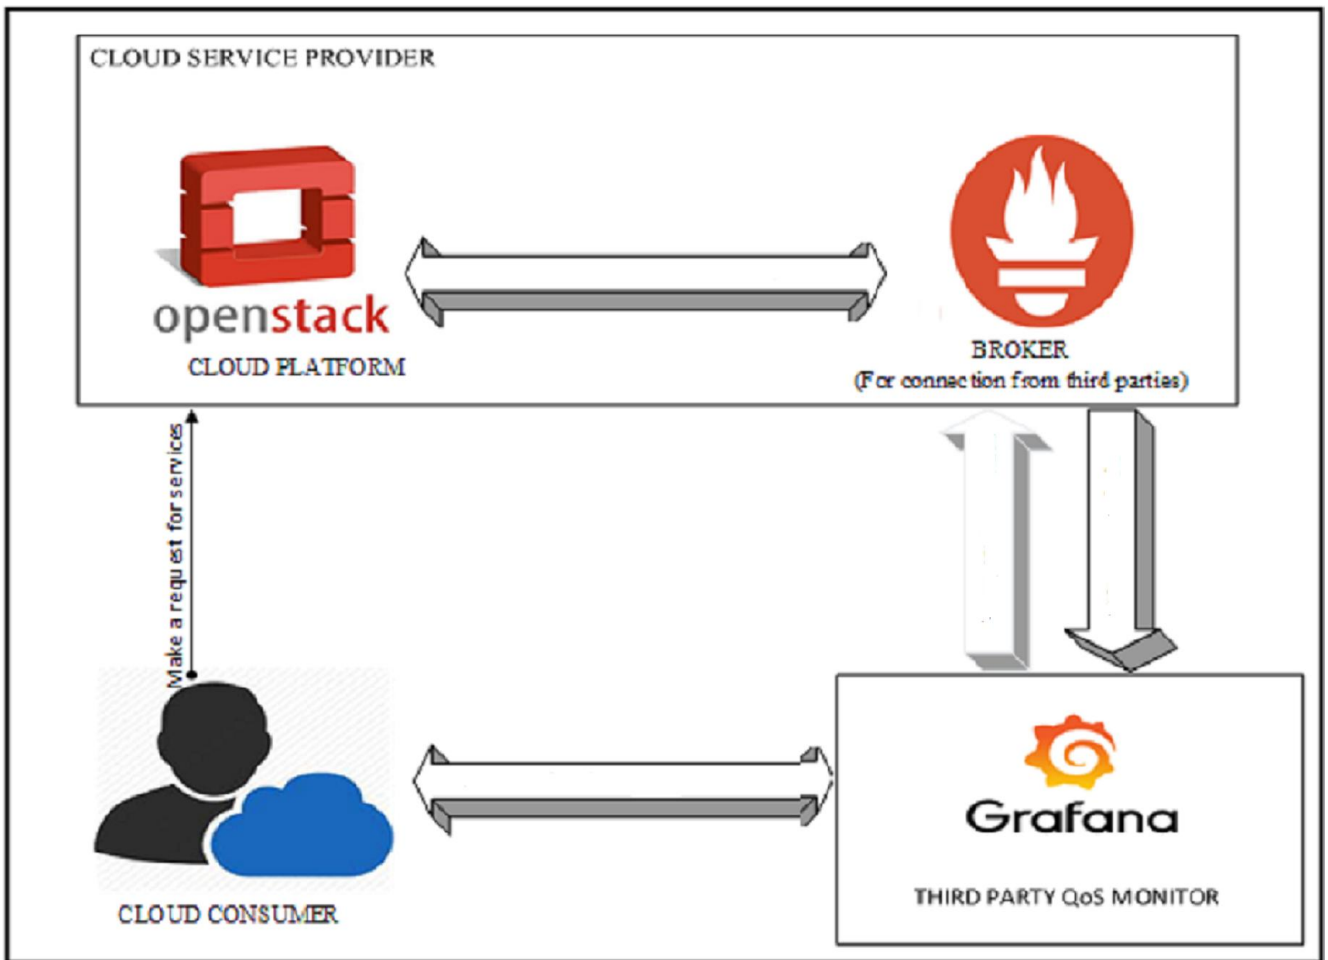 CLOUD SERVICE PROVIDER
openstack
CLOUD PLATFORM
BROKER
(For connection from third parties)
Make a request for services
Grafana
THIRD PARTY QoS MONITOR
CLOUD CONSUMER